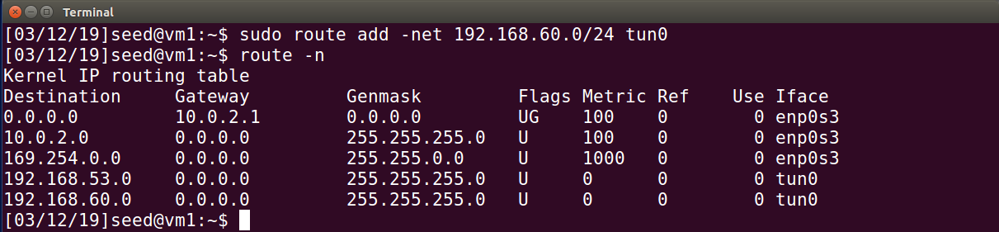 Terminal
[03/12/19]seed@vm1:~$ sudo route add -net 192.168.60.0/24 tun0
[03/12/19]seed@vm1:~$ route -n
Kernel IP routing table
Destination     Gateway         Genmask         Flags Metric Ref    Use Iface
0.0.0.0         10.0.2.1        0.0.0.0         UG    100    0        0 enp0s3
10.0.2.0        0.0.0.0         255.255.255.0   U     100    0        0 enp0s3
169.254.0.0     0.0.0.0         255.255.0.0     U     1000   0        0 enp0s3
192.168.53.0    0.0.0.0         255.255.255.0   U     0      0        0 tun0
192.168.60.0    0.0.0.0         255.255.255.0   U     0      0        0 tun0
[03/12/19]seed@vm1:~$